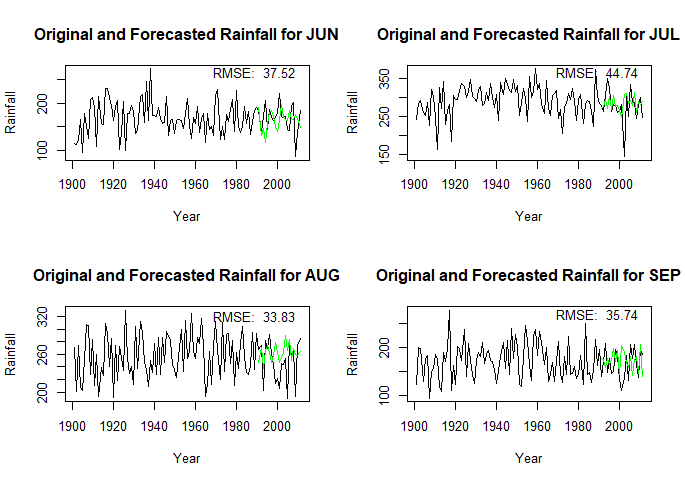 Original and Forecasted Rainfall for JUN
RMSE: 37.52
Rainfall
200
100
1900 1920 1940 1960 1980 2000
Year
Original and Forecasted Rainfall for JUL
RMSE: 44.74
Rainfall
350
250
150
1900 1920 1940 1960 1980 2000
Year
Original and Forecasted Rainfall for AUG
RMSE: 33.83
Rainfall
320
260
200
1900 1920 1940 1960 1980 2000
Year
Original and Forecasted Rainfall for SEP
RMSE: 35.74
Rainfall
200
100
1900 1920 1940 1960 1980 2000
Year